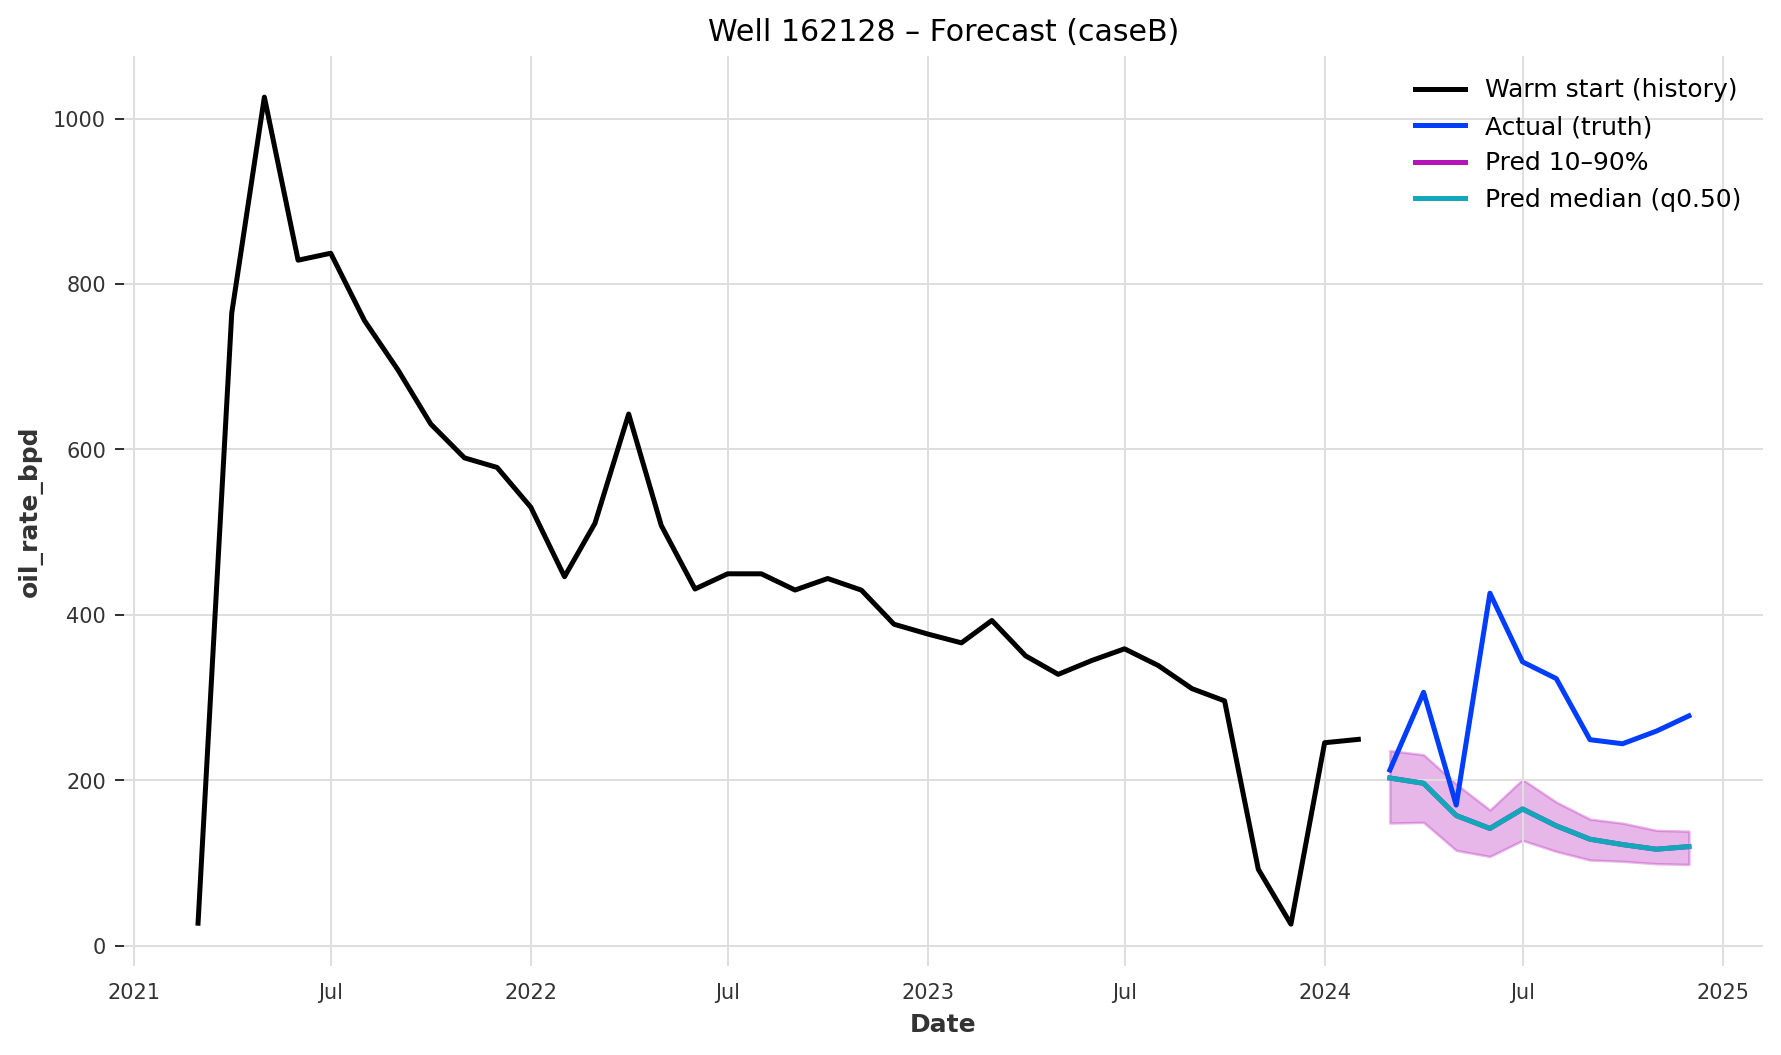 Well 162128 – Forecast (caseB)
Warm start (history)
Actual (truth)
Pred 10–90%
Pred median (q0.50)
oil_rate_bpd
1000
800
600
400
200
0
2021 Jul 2022 Jul 2023 Jul 2024 Jul 2025
Date